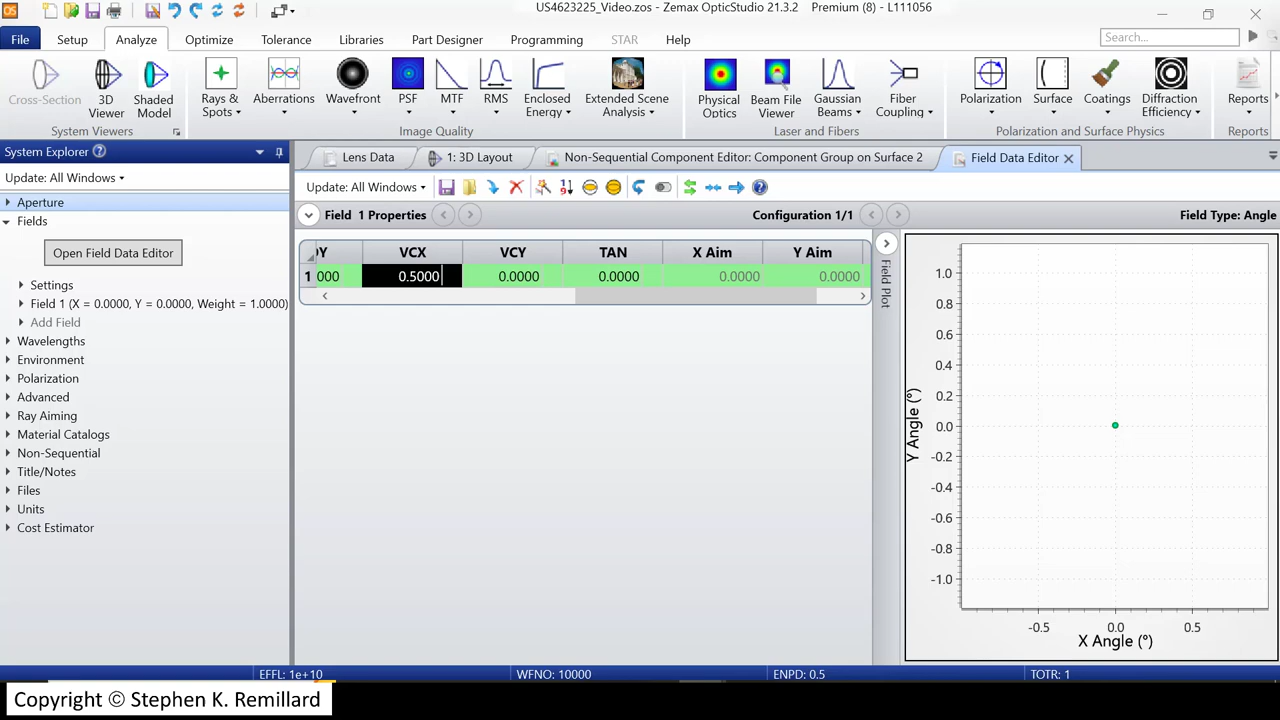 US4623225_Video.zos - Zemax OpticStudio 21.3.2 Premium (8) - L111056
File Setup Analyze Optimize Tolerance Libraries Part Designer Programming STAR Help Search...
Cross-Section 3D Viewer Shaded Model Rays & Spots Aberrations Wavefront PSF MTF RMS Enclosed Energy Extended Scene Analysis Physical Optics Beam File Viewer Gaussian Beams Fiber Coupling Polarization Surface Coatings Diffraction Efficiency Reports
System Viewers Image Quality Laser and Fibers Polarization and Surface Physics Reports
System Explorer
Update: All Windows
Aperture
Fields
Open Field Data Editor
Settings
Field 1 (X = 0.0000, Y = 0.0000, Weight = 1.0000)
Add Field
Wavelengths
Environment
Polarization
Advanced
Ray Aiming
Material Catalogs
Non-Sequential
Title/Notes
Files
Units
Cost Estimator
Lens Data 1: 3D Layout Non-Sequential Component Editor: Component Group on Surface 2 Field Data Editor
Update: All Windows
Field 1 Properties Configuration 1/1 Field Type: Angle
VCX VCY TAN X Aim Y Aim
1 000 0.5000 0.0000 0.0000 0.0000 0.0000
Field Plot
Y Angle (°)
1.0
0.8
0.6
0.4
0.2
0.0
-0.2
-0.4
-0.6
-0.8
-1.0
-0.5 0.0 0.5
X Angle (°)
EFFL: 1e+10 WFNO: 10000 ENPD: 0.5 TOTR: 1
Copyright © Stephen K. Remillard